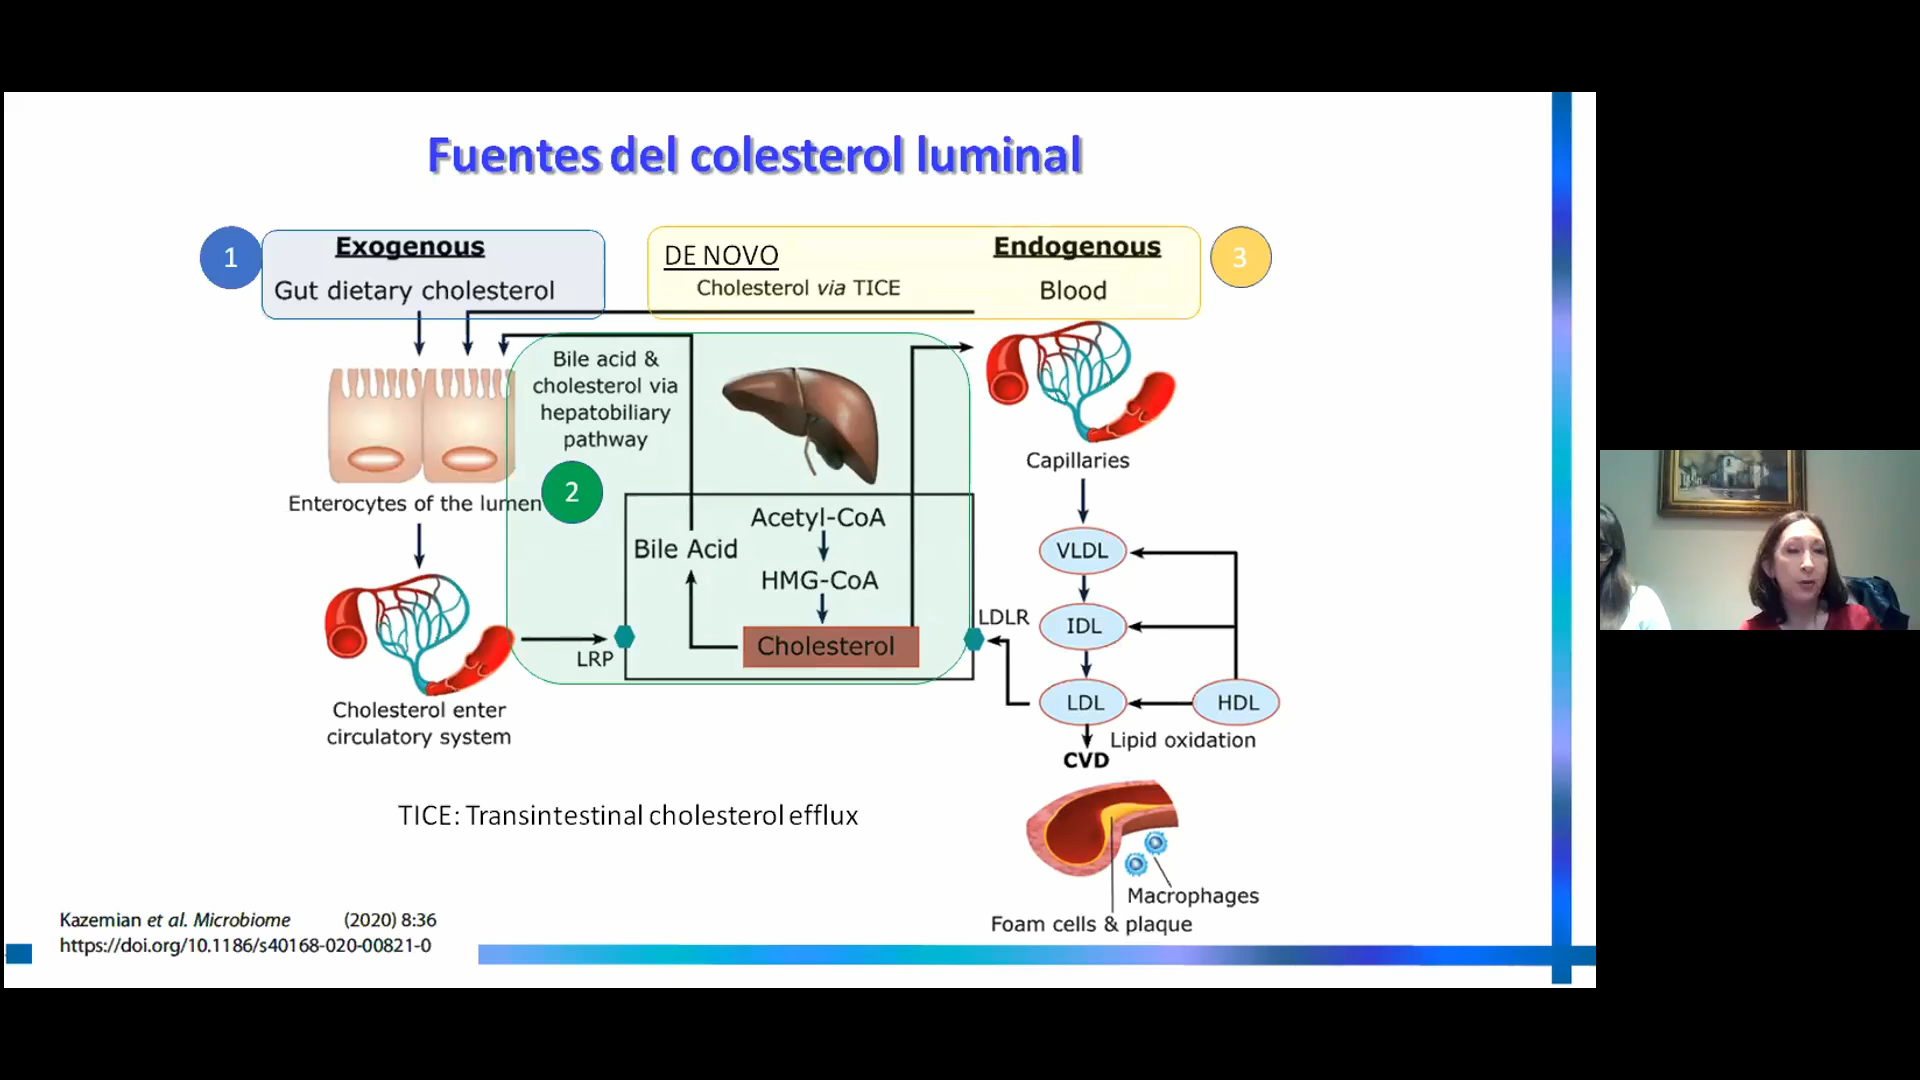 Fuentes del colesterol luminal
1
Exogenous
Gut dietary cholesterol
DE NOVO
Cholesterol via TICE
Endogenous
Blood
3
Bile acid &
cholesterol via
hepatobiliary
pathway
2
Enterocytes of the lumen
Capillaries
Acetyl-CoA
Bile Acid
HMG-CoA
Cholesterol
LRP
LDLR
VLDL
IDL
LDL
HDL
Lipid oxidation
CVD
Cholesterol enter
circulatory system
TICE: Transintestinal cholesterol efflux
Macrophages
Foam cells & plaque
Kazemian et al. Microbiome (2020) 8:36
https://doi.org/10.1186/s40168-020-00821-0